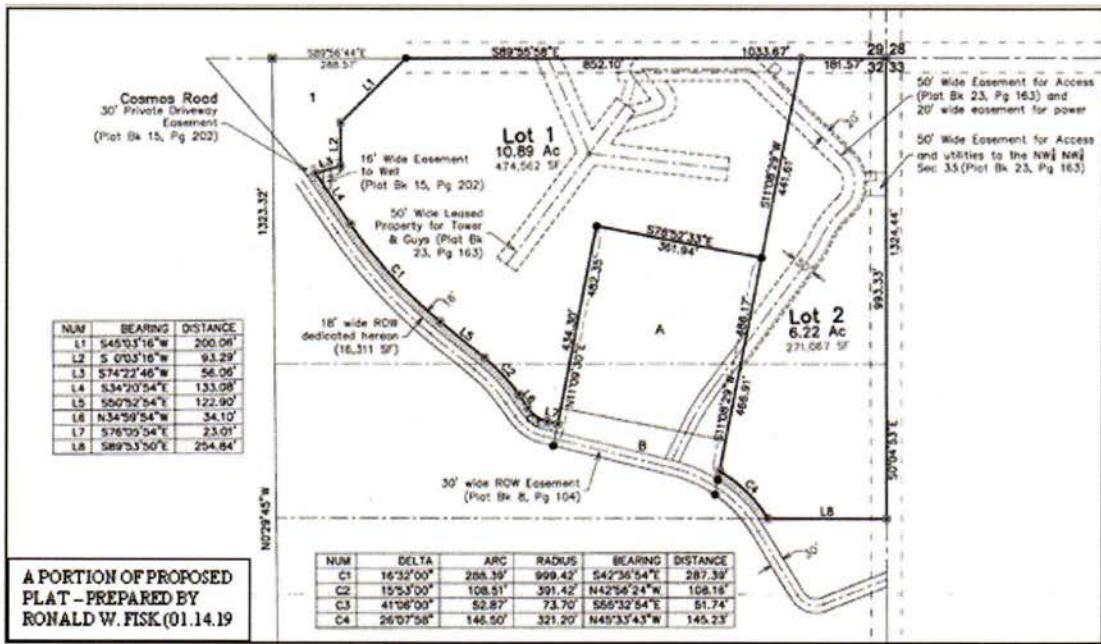 S89°56'44"E
288.57'
S89°55'58"E
852.10'
1033.67'
181.57'
29 28
32 33
L1
1
L2
L3
L4
Cosmos Road
30' Private Driveway
Easement
(Plat Bk 15, Pg 202)
16' Wide Easement
to Well
(Plat Bk 15, Pg 202)
50' Wide Leased
Property for Tower
& Guys (Plat Bk
23, Pg 163)
Lot 1
10.89 Ac
474,562 SF
50' Wide Easement for Access
(Plat Bk 23, Pg 163) and
20' wide easement for power
50' Wide Easement for Access
and utilities to the NW¼ NW¼
Sec 33 (Plat Bk 23, Pg 163)
20'
S11°08'29"W
441.61'
1323.32'
N0°29'45"W
1324.44'
993.33'
S0°04'53"E
S76°52'33"E
361.94'
482.35'
434.30'
N11°09'30"E
A
486.17'
466.91'
S11°08'29"W
50'
Lot 2
6.22 Ac
271,067 SF
18' wide ROW
dedicated hereon
(16,311 SF)
C1
L5
C2
L6
C3
L7
B
C4
L8
30' wide ROW Easement
(Plat Bk 8, Pg 104)
NUM BEARING DISTANCE
L1 S45°03'16"W 200.06'
L2 S 0°03'16"W 93.29'
L3 S74°22'46"W 56.06'
L4 S34°20'54"E 133.08'
L5 S50°52'54"E 122.90'
L6 N34°59'54"W 34.10'
L7 S76°05'54"E 23.01'
L8 S89°53'50"E 254.84'
NUM DELTA ARC RADIUS BEARING DISTANCE
C1 16°32'00" 288.39' 999.42' S42°36'54"E 287.39'
C2 15°53'00" 108.51' 391.42' N42°56'24"W 108.16'
C3 41°06'00" 52.87' 73.70' S55°32'54"E 51.74'
C4 26°07'58" 146.50' 321.20' N45°33'43"W 145.23'
A PORTION OF PROPOSED
PLAT – PREPARED BY
RONALD W. FISK (01.14.19